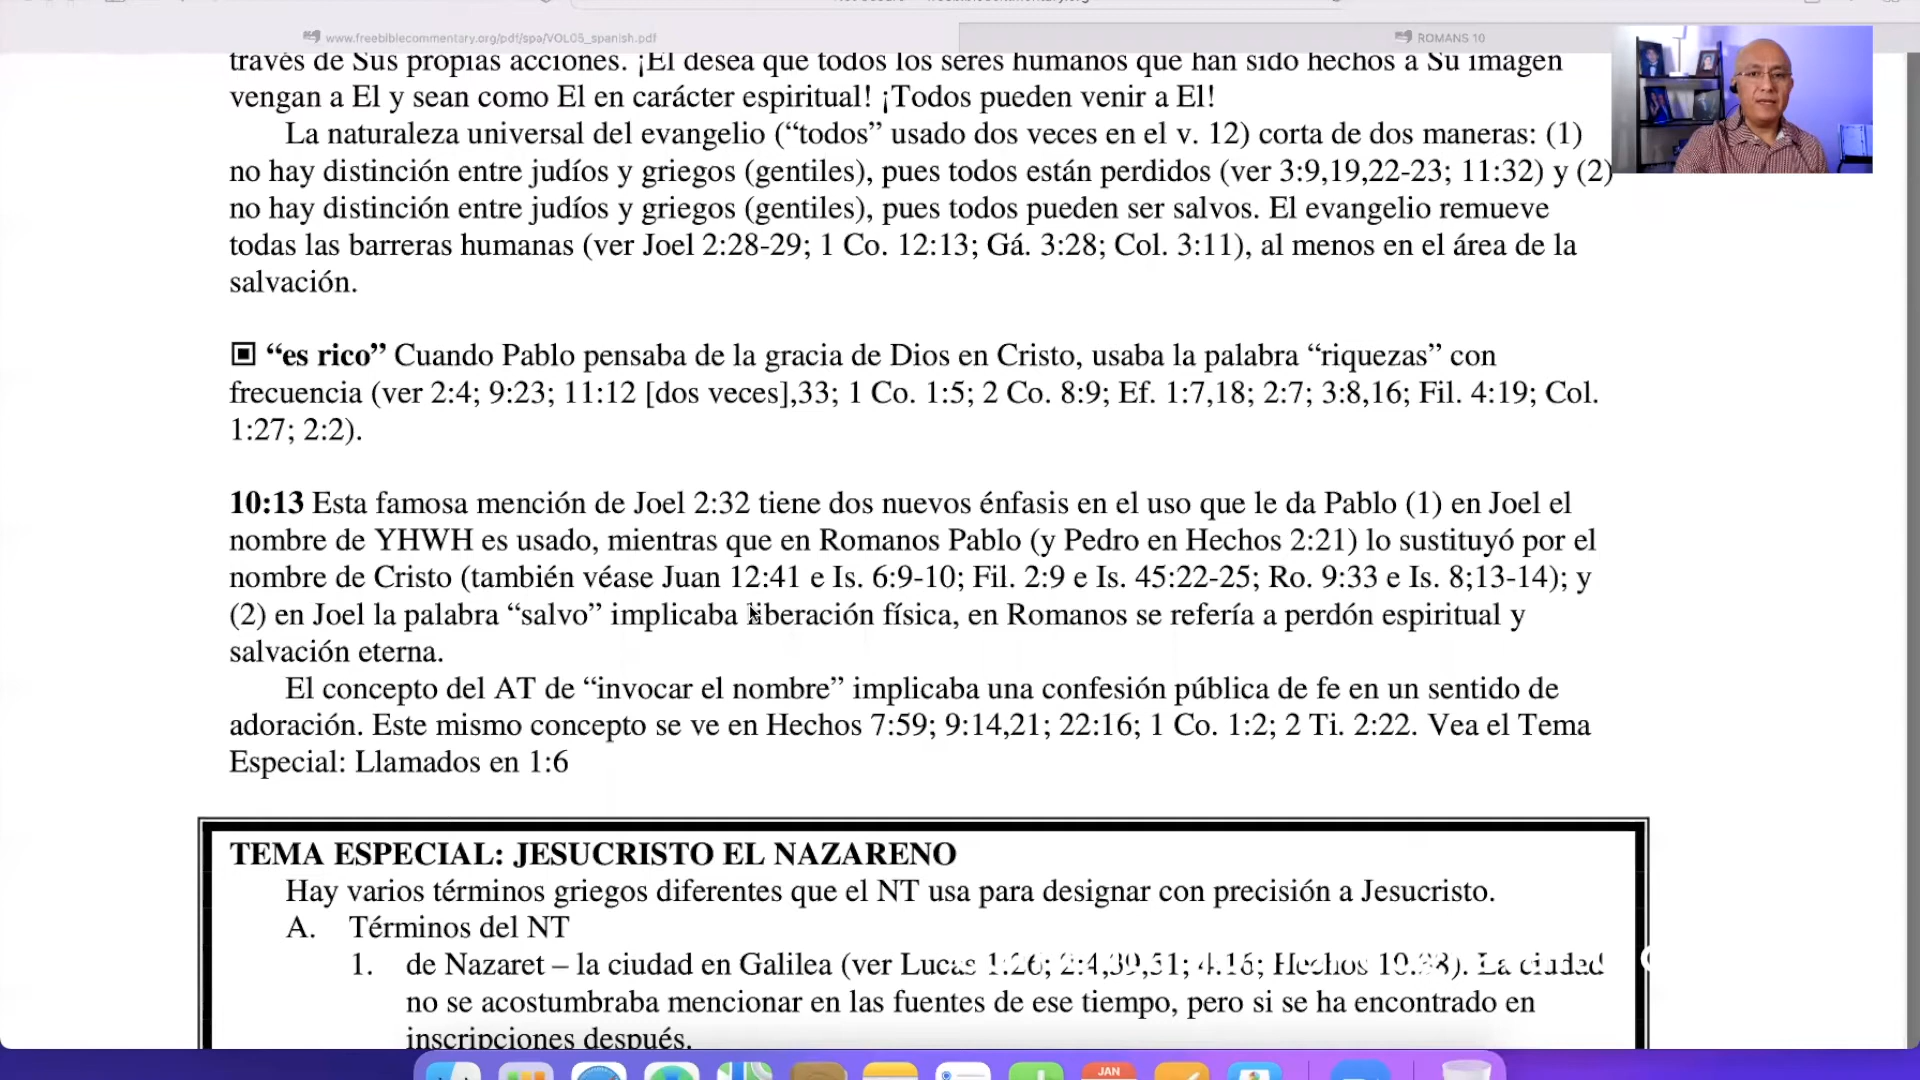 www.freebiblecommentary.org/pdf/spa/VOL05_spanish.pdf
ROMANS 10
través de Sus propias acciones. ¡El desea que todos los seres humanos que han sido hechos a Su imagen
vengan a El y sean como El en carácter espiritual! ¡Todos pueden venir a El!
La naturaleza universal del evangelio (“todos” usado dos veces en el v. 12) corta de dos maneras: (1)
no hay distinción entre judíos y griegos (gentiles), pues todos están perdidos (ver 3:9,19,22-23; 11:32) y (2)
no hay distinción entre judíos y griegos (gentiles), pues todos pueden ser salvos. El evangelio remueve
todas las barreras humanas (ver Joel 2:28-29; 1 Co. 12:13; Gá. 3:28; Col. 3:11), al menos en el área de la
salvación.
“es rico” Cuando Pablo pensaba de la gracia de Dios en Cristo, usaba la palabra “riquezas” con
frecuencia (ver 2:4; 9:23; 11:12 [dos veces],33; 1 Co. 1:5; 2 Co. 8:9; Ef. 1:7,18; 2:7; 3:8,16; Fil. 4:19; Col.
1:27; 2:2).
10:13 Esta famosa mención de Joel 2:32 tiene dos nuevos énfasis en el uso que le da Pablo (1) en Joel el
nombre de YHWH es usado, mientras que en Romanos Pablo (y Pedro en Hechos 2:21) lo sustituyó por el
nombre de Cristo (también véase Juan 12:41 e Is. 6:9-10; Fil. 2:9 e Is. 45:22-25; Ro. 9:33 e Is. 8;13-14); y
(2) en Joel la palabra “salvo” implicaba liberación física, en Romanos se refería a perdón espiritual y
salvación eterna.
El concepto del AT de “invocar el nombre” implicaba una confesión pública de fe en un sentido de
adoración. Este mismo concepto se ve en Hechos 7:59; 9:14,21; 22:16; 1 Co. 1:2; 2 Ti. 2:22. Vea el Tema
Especial: Llamados en 1:6
TEMA ESPECIAL: JESUCRISTO EL NAZARENO
Hay varios términos griegos diferentes que el NT usa para designar con precisión a Jesucristo.
A. Términos del NT
1. de Nazaret – la ciudad en Galilea (ver Lucas 1:26; 2:4,39,51; 4:16; Hechos 10:38). La ciudad
no se acostumbraba mencionar en las fuentes de ese tiempo, pero si se ha encontrado en
inscripciones después.
JAN